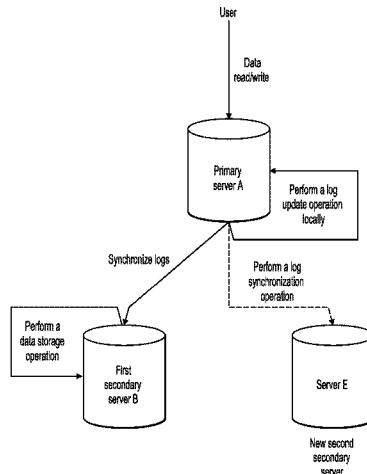 User
Data
read/write
Primary
server A
Perform a log
update operation
locally
Synchronize logs
Perform a log
synchronization
operation
Perform a
data storage
operation
First
secondary
server B
Server E
New second
secondary
server